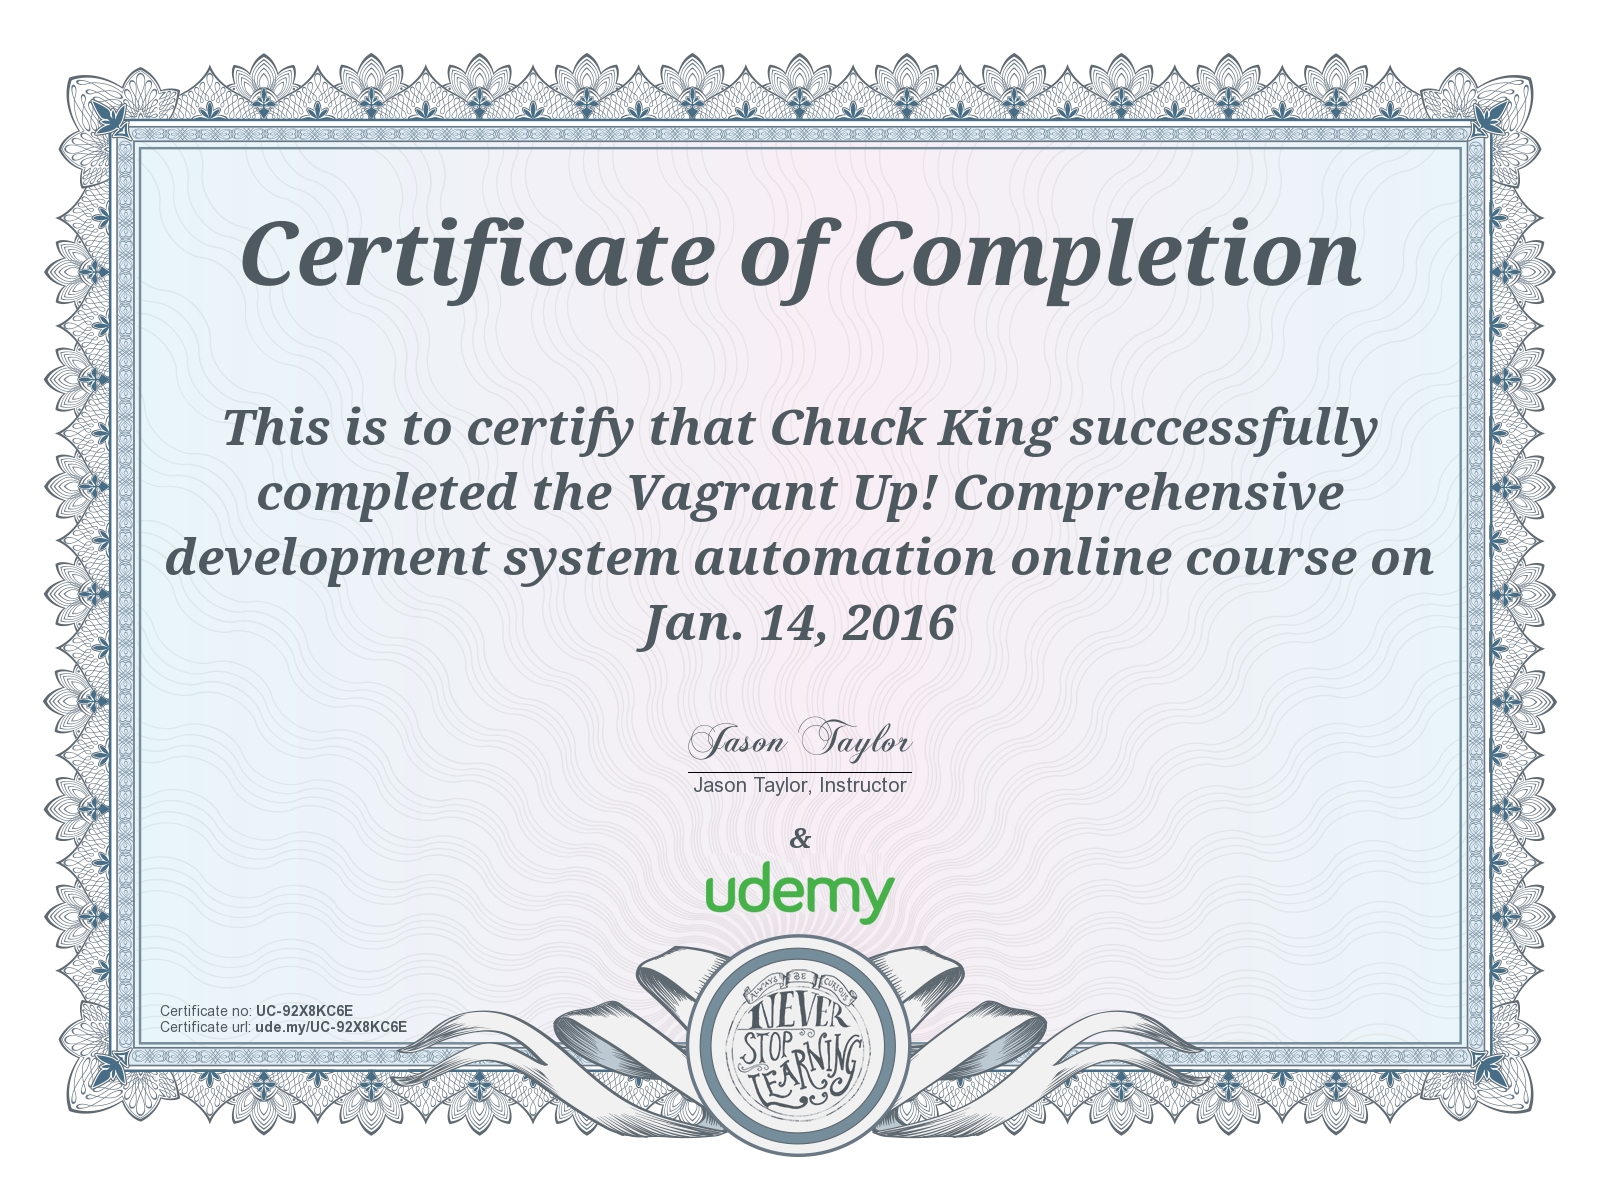 Certificate of Completion
This is to certify that Chuck King successfully
completed the Vagrant Up! Comprehensive
development system automation online course on
Jan. 14, 2016
Jason Taylor
Jason Taylor, Instructor
&
udemy
Certificate no: UC-92X8KC6E
Certificate url: ude.my/UC-92X8KC6E
ALWAYS BE CURIOUS
NEVER
STOP
LEARNING